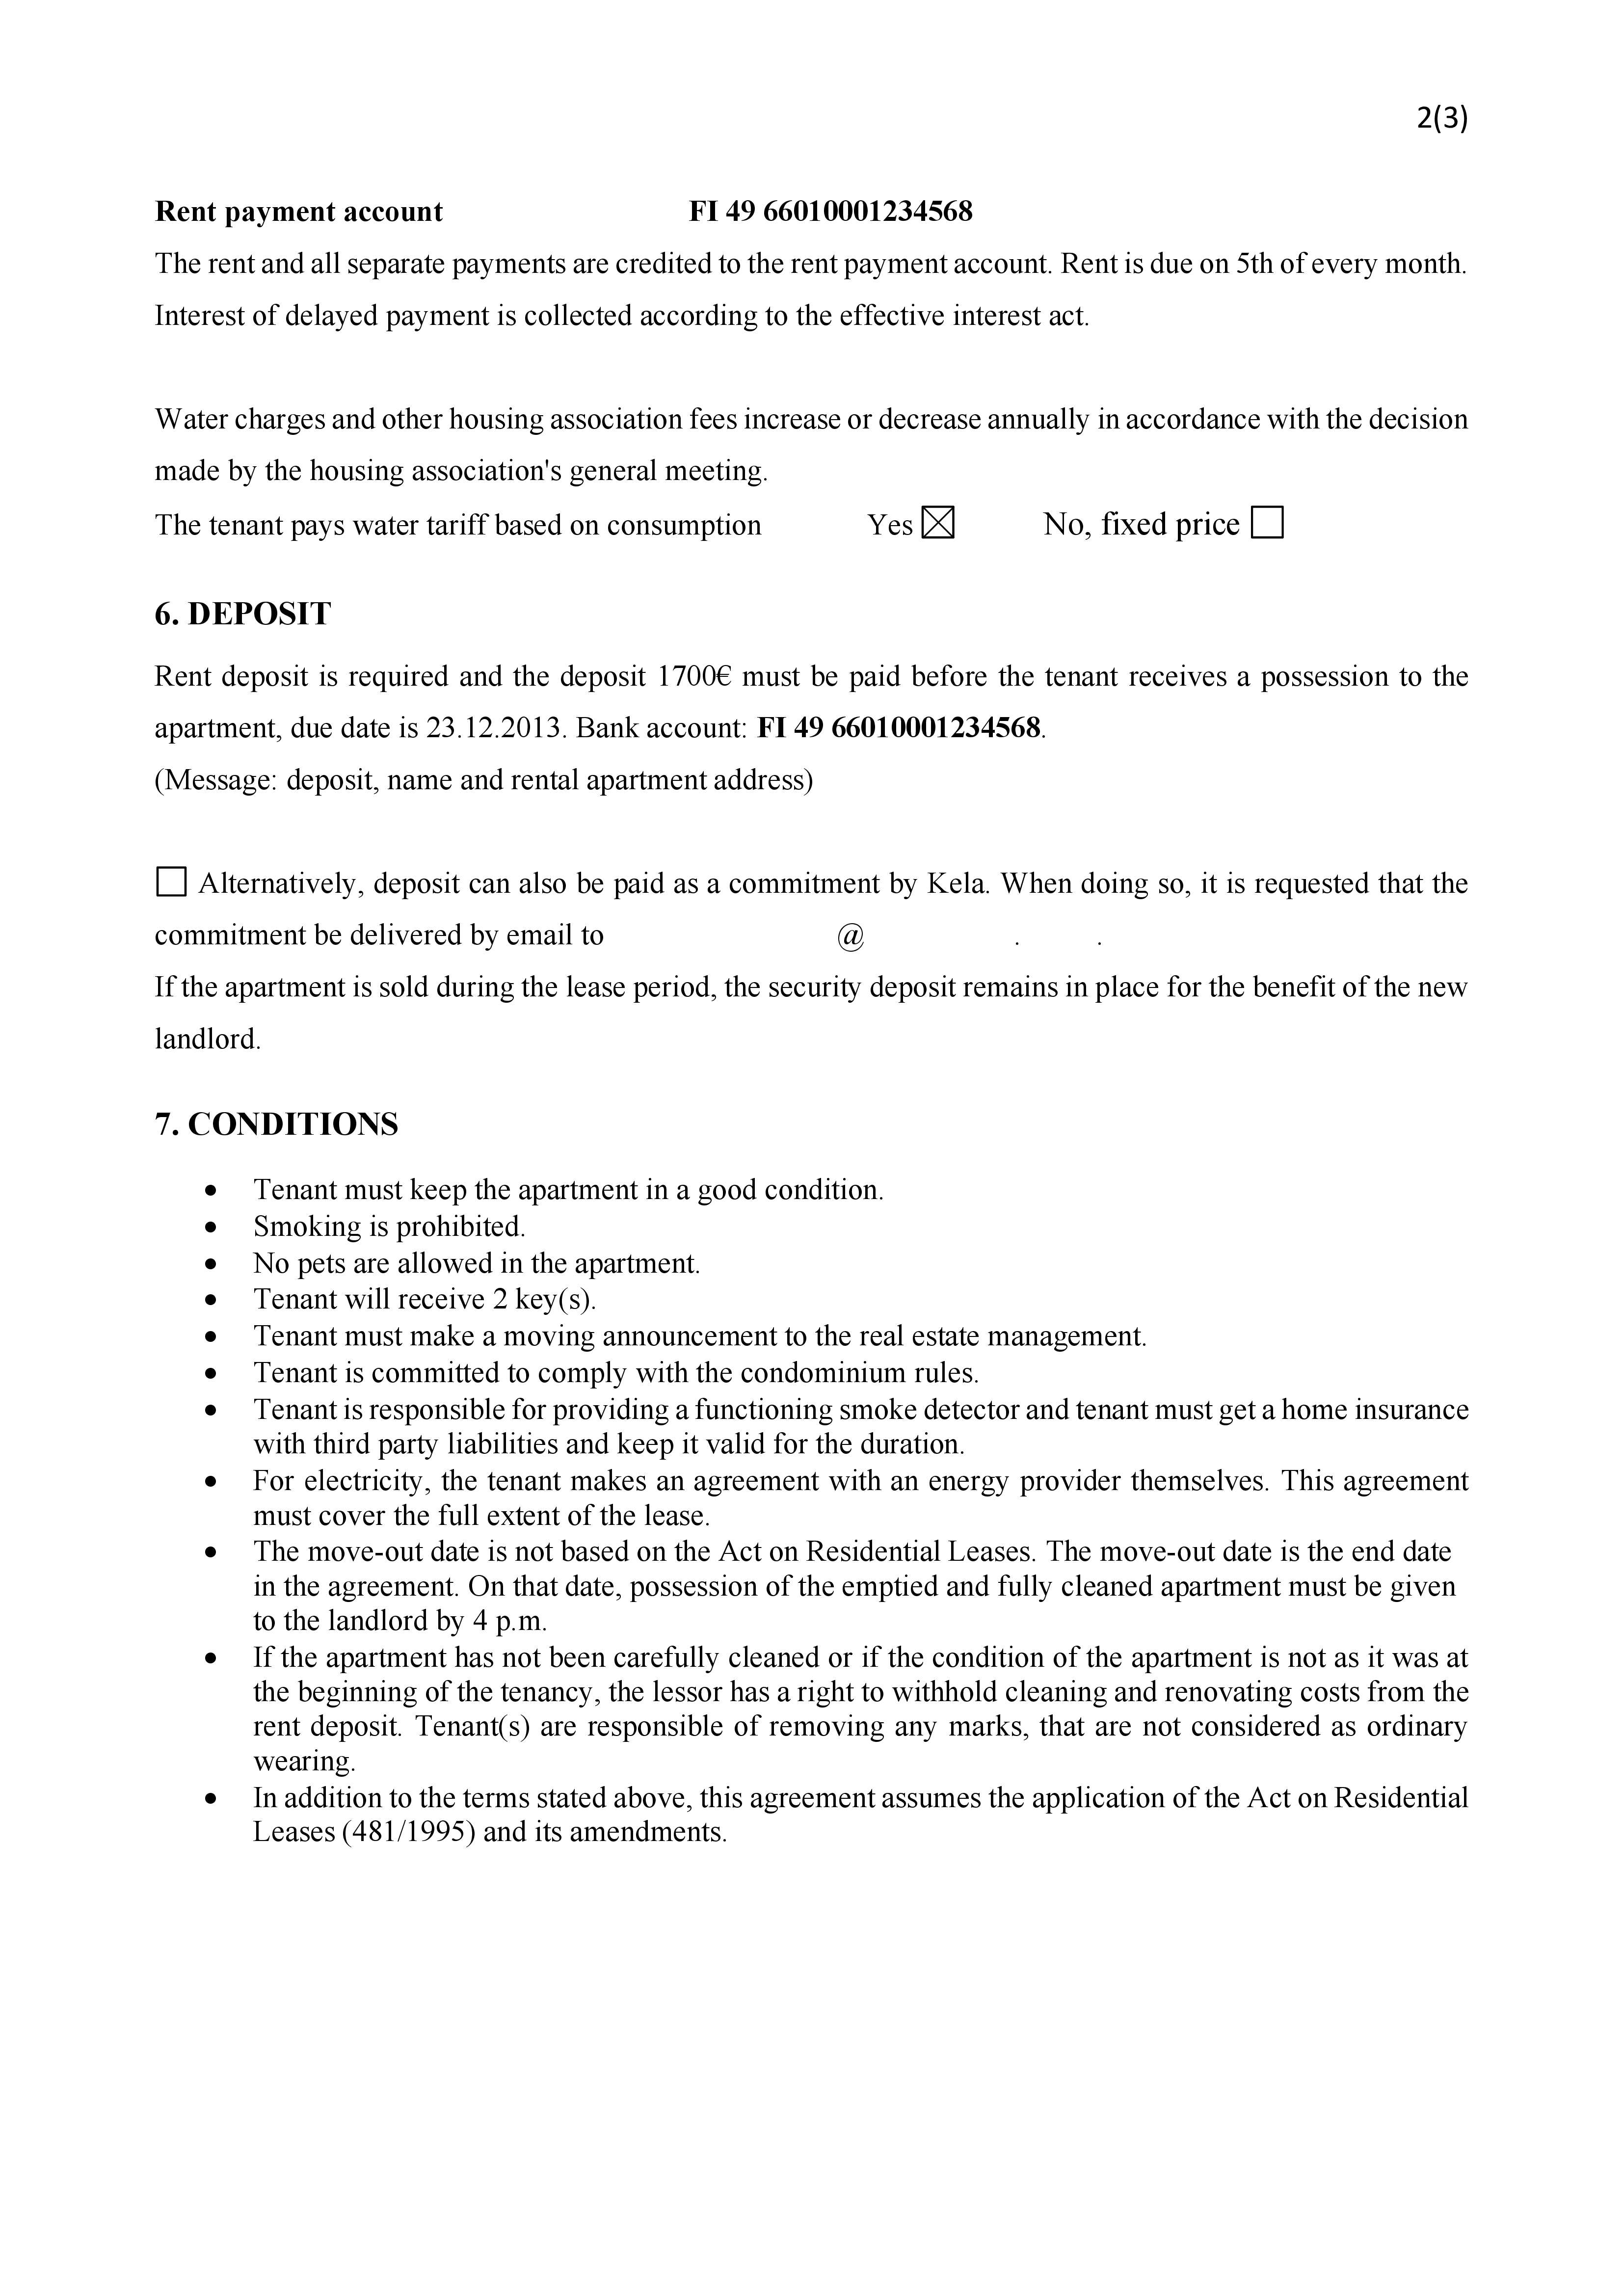 2(3)
Rent payment account FI 49 66010001234568
The rent and all separate payments are credited to the rent payment account. Rent is due on 5th of every month.
Interest of delayed payment is collected according to the effective interest act.
Water charges and other housing association fees increase or decrease annually in accordance with the decision
made by the housing association's general meeting.
The tenant pays water tariff based on consumption Yes ☒ No, fixed price ☐
6. DEPOSIT
Rent deposit is required and the deposit 1700€ must be paid before the tenant receives a possession to the
apartment, due date is 23.12.2013. Bank account: FI 49 66010001234568.
(Message: deposit, name and rental apartment address)
☐ Alternatively, deposit can also be paid as a commitment by Kela. When doing so, it is requested that the
commitment be delivered by email to @ . .
If the apartment is sold during the lease period, the security deposit remains in place for the benefit of the new
landlord.
7. CONDITIONS
• Tenant must keep the apartment in a good condition.
• Smoking is prohibited.
• No pets are allowed in the apartment.
• Tenant will receive 2 key(s).
• Tenant must make a moving announcement to the real estate management.
• Tenant is committed to comply with the condominium rules.
• Tenant is responsible for providing a functioning smoke detector and tenant must get a home insurance
with third party liabilities and keep it valid for the duration.
• For electricity, the tenant makes an agreement with an energy provider themselves. This agreement
must cover the full extent of the lease.
• The move-out date is not based on the Act on Residential Leases. The move-out date is the end date
in the agreement. On that date, possession of the emptied and fully cleaned apartment must be given
to the landlord by 4 p.m.
• If the apartment has not been carefully cleaned or if the condition of the apartment is not as it was at
the beginning of the tenancy, the lessor has a right to withhold cleaning and renovating costs from the
rent deposit. Tenant(s) are responsible of removing any marks, that are not considered as ordinary
wearing.
• In addition to the terms stated above, this agreement assumes the application of the Act on Residential
Leases (481/1995) and its amendments.